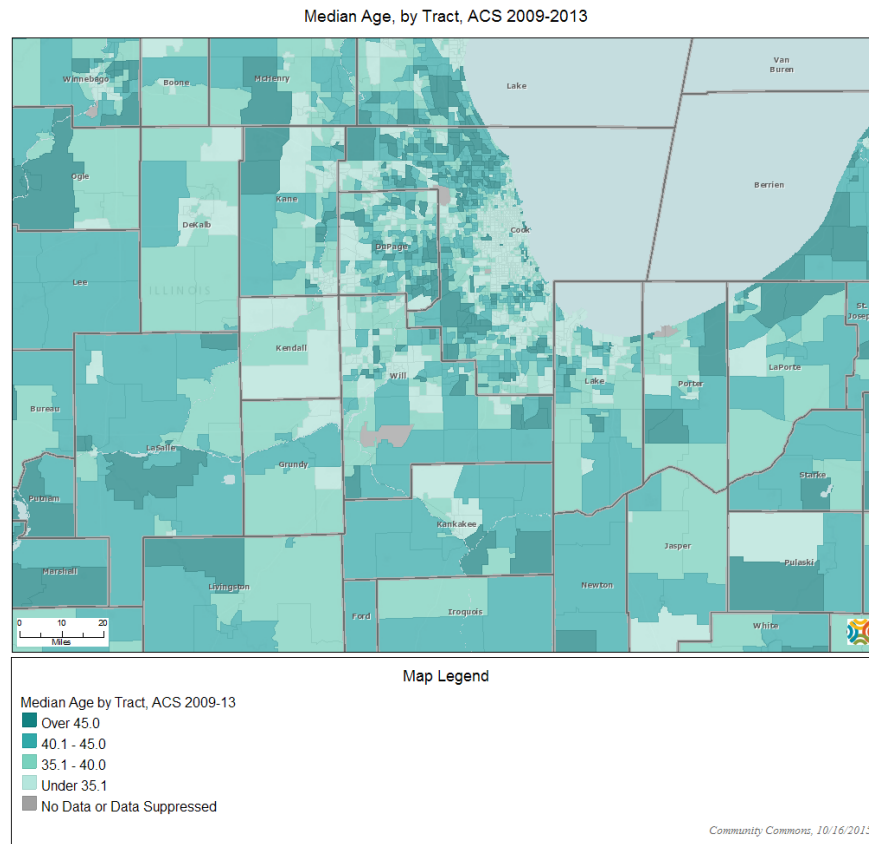 Median Age, by Tract, ACS 2009-2013
Van
Buren
Winnebago
Boone
McHenry
Lake
Berrien
Ogle
Kane
DeKalb
Cook
DuPage
Lee
ILLINOIS
St.
Joseph
Kendall
Will
LaPorte
Lake
Porter
Bureau
LaSalle
Grundy
Starke
Putnam
Kankakee
Jasper
Pulaski
Marshall
Livingston
Newton
Ford
Iroquois
White
0 10 20
Miles
Map Legend
Median Age by Tract, ACS 2009-13
Over 45.0
40.1 - 45.0
35.1 - 40.0
Under 35.1
No Data or Data Suppressed
Community Commons, 10/16/2015